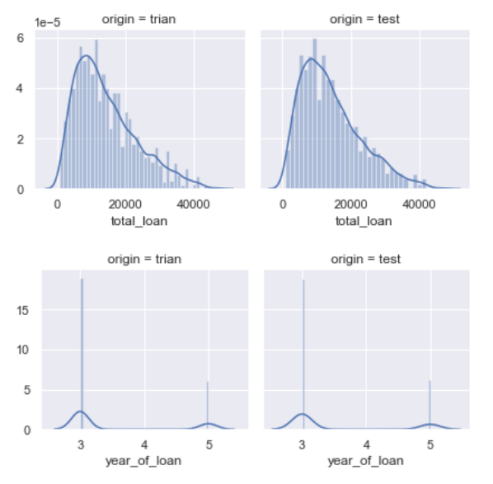 origin = trian origin = test
1e−5
6
4
2
0
0 20000 40000 0 20000 40000
total_loan total_loan
origin = trian origin = test
15
10
5
0
3 4 5 3 4 5
year_of_loan year_of_loan